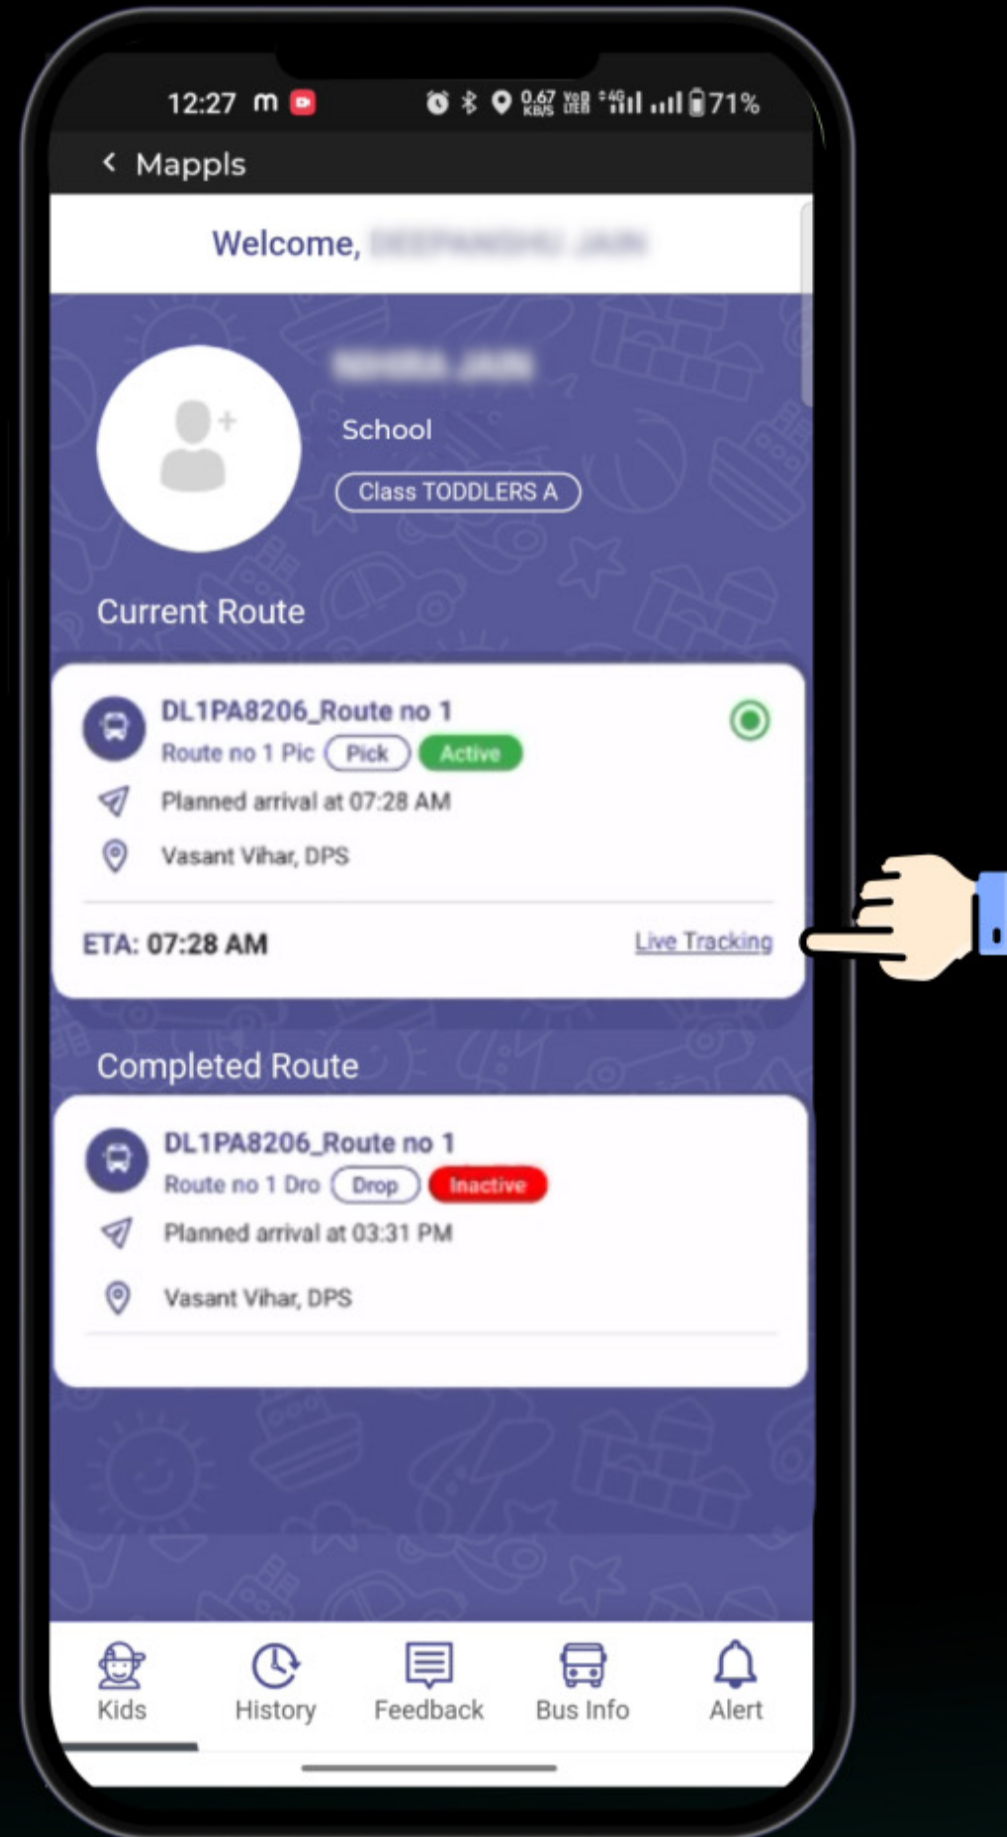 12:27 m 0.67 KB/S Vo LTE 4G 71%
< Mappls
Welcome,
School
Class TODDLERS A
Current Route
DL1PA8206_Route no 1
Route no 1 Pic Pick Active
Planned arrival at 07:28 AM
Vasant Vihar, DPS
ETA: 07:28 AM Live Tracking
Completed Route
DL1PA8206_Route no 1
Route no 1 Dro Drop Inactive
Planned arrival at 03:31 PM
Vasant Vihar, DPS
Kids History Feedback Bus Info Alert